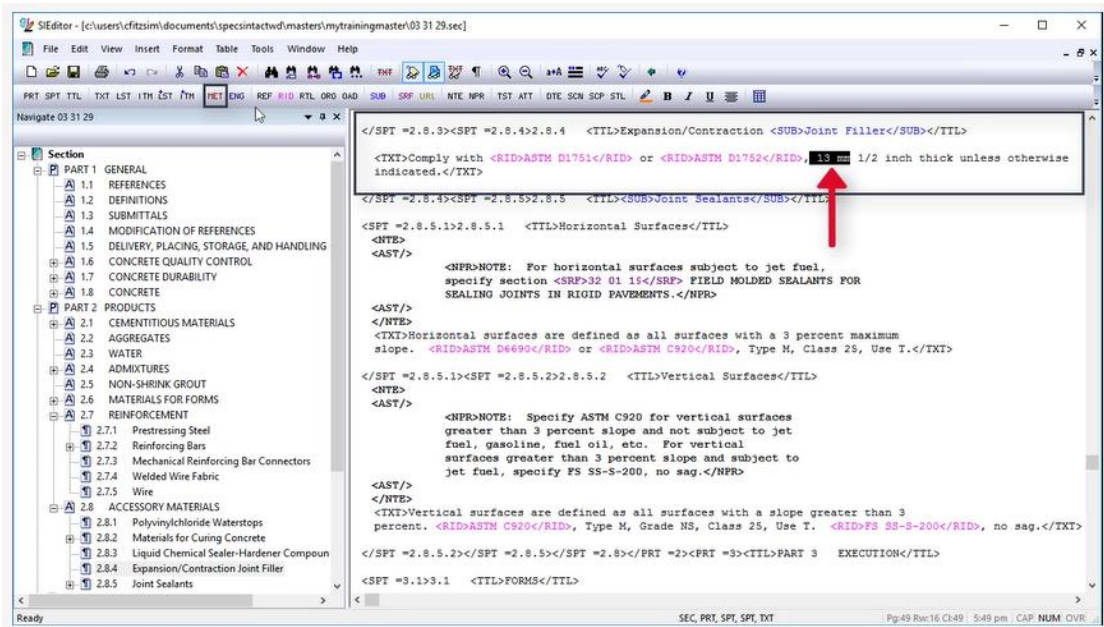 SIEditor - [c:\users\cfitzsim\documents\specsintactwd\masters\mytrainingmaster\03 31 29.sec]
File Edit View Insert Format Table Tools Window Help
PRT SPT TTL TXT LST ITM MET ENG REF RID RTL ORG OAD SUB SRF URL NTE NPR TST ATT DTE SCN SCP STL B I U
Navigate 03 31 29
Section
PART 1 GENERAL
1.1 REFERENCES
1.2 DEFINITIONS
1.3 SUBMITTALS
1.4 MODIFICATION OF REFERENCES
1.5 DELIVERY, PLACING, STORAGE, AND HANDLING
1.6 CONCRETE QUALITY CONTROL
1.7 CONCRETE DURABILITY
1.8 CONCRETE
PART 2 PRODUCTS
2.1 CEMENTITIOUS MATERIALS
2.2 AGGREGATES
2.3 WATER
2.4 ADMIXTURES
2.5 NON-SHRINK GROUT
2.6 MATERIALS FOR FORMS
2.7 REINFORCEMENT
2.7.1 Prestressing Steel
2.7.2 Reinforcing Bars
2.7.3 Mechanical Reinforcing Bar Connectors
2.7.4 Welded Wire Fabric
2.7.5 Wire
2.8 ACCESSORY MATERIALS
2.8.1 Polyvinylchloride Waterstops
2.8.2 Materials for Curing Concrete
2.8.3 Liquid Chemical Sealer-Hardener Compoun
2.8.4 Expansion/Contraction Joint Filler
2.8.5 Joint Sealants
</SPT =2.8.3><SPT =2.8.4>2.8.4 <TTL>Expansion/Contraction <SUB>Joint Filler</SUB></TTL>
<TXT>Comply with <RID>ASTM D1751</RID> or <RID>ASTM D1752</RID>, 13 mm 1/2 inch thick unless otherwise
indicated.</TXT>
</SPT =2.8.4><SPT =2.8.5>2.8.5 <TTL><SUB>Joint Sealants</SUB></TTL>
<SPT =2.8.5.1>2.8.5.1 <TTL>Horizontal Surfaces</TTL>
<NTE>
<AST/>
<NPR>NOTE: For horizontal surfaces subject to jet fuel,
specify section <SRF>32 01 15</SRF> FIELD MOLDED SEALANTS FOR
SEALING JOINTS IN RIGID PAVEMENTS.</NPR>
<AST/>
</NTE>
<TXT>Horizontal surfaces are defined as all surfaces with a 3 percent maximum
slope. <RID>ASTM D6690</RID> or <RID>ASTM C920</RID>, Type M, Class 25, Use T.</TXT>
</SPT =2.8.5.1><SPT =2.8.5.2>2.8.5.2 <TTL>Vertical Surfaces</TTL>
<NTE>
<AST/>
<NPR>NOTE: Specify ASTM C920 for vertical surfaces
greater than 3 percent slope and not subject to jet
fuel, gasoline, fuel oil, etc. For vertical
surfaces greater than 3 percent slope and subject to
jet fuel, specify FS SS-S-200, no sag.</NPR>
<AST/>
</NTE>
<TXT>Vertical surfaces are defined as all surfaces with a slope greater than 3
percent. <RID>ASTM C920</RID>, Type M, Grade NS, Class 25, Use T. <RID>FS SS-S-200</RID>, no sag.</TXT>
</SPT =2.8.5.2></SPT =2.8.5></SPT =2.8></PRT =2><PRT =3><TTL>PART 3 EXECUTION</TTL>
<SPT =3.1>3.1 <TTL>FORMS</TTL>
Ready SEC, PRT, SPT, SPT, TXT Pg:49 Rw:16 Cl:49 5:49 pm CAP NUM OVR